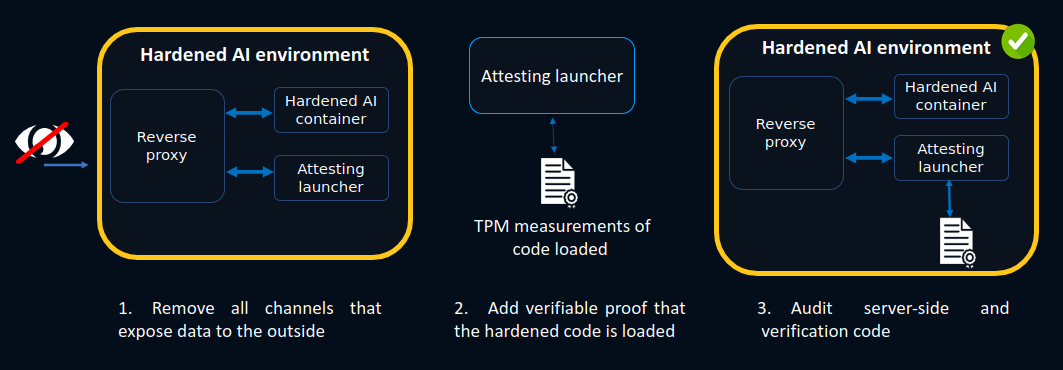 Hardened AI environment
Reverse
proxy
Hardened AI
container
Attesting
launcher
1. Remove all channels that
expose data to the outside
Attesting launcher
TPM measurements of
code loaded
2. Add verifiable proof that
the hardened code is loaded
Hardened AI environment
Reverse
proxy
Hardened AI
container
Attesting
launcher
3. Audit server-side and
verification code